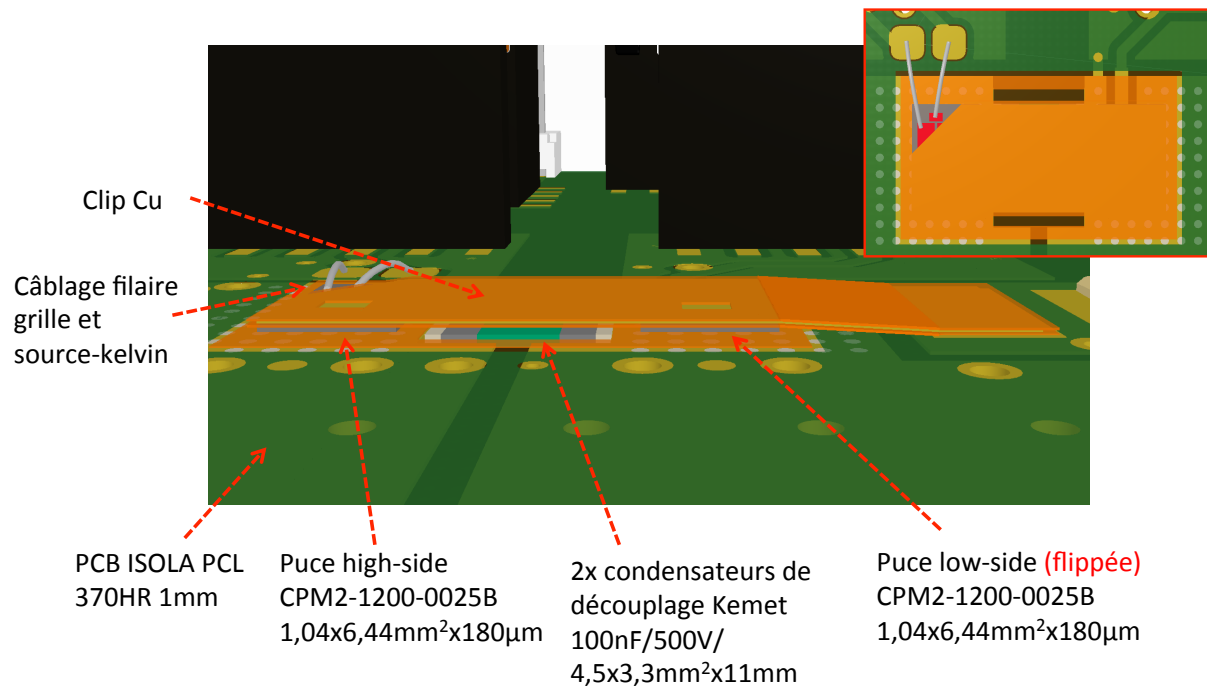 Clip Cu
Câblage filaire
grille et
source-kelvin
PCB ISOLA PCL
370HR 1mm
Puce high-side
CPM2-1200-0025B
1,04x6,44mm²x180μm
2x condensateurs de
découplage Kemet
100nF/500V/
4,5x3,3mm²x11mm
Puce low-side (flippée)
CPM2-1200-0025B
1,04x6,44mm²x180μm